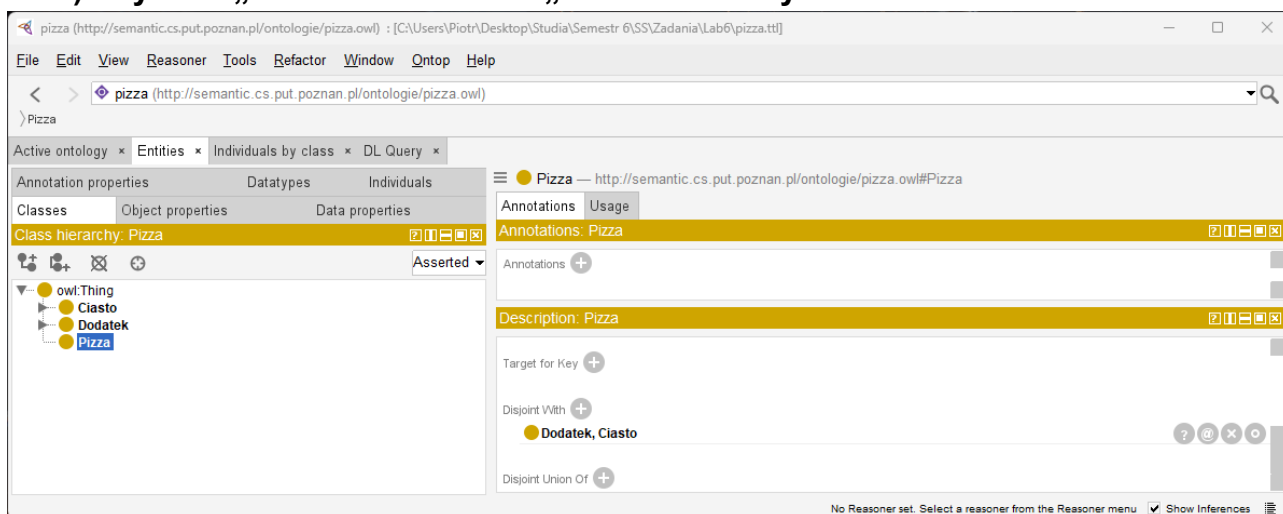 pizza (http://semantic.cs.put.poznan.pl/ontologie/pizza.owl) : [C:\Users\Piotr\Desktop\Studia\Semestr 6\SS\Zadania\Lab6\pizza.ttl]
File Edit View Reasoner Tools Refactor Window Ontop Help
< > pizza (http://semantic.cs.put.poznan.pl/ontologie/pizza.owl)
〉Pizza
Active ontology × Entities × Individuals by class × DL Query ×
Annotation properties Datatypes Individuals
Classes Object properties Data properties
Class hierarchy: Pizza
Asserted
owl:Thing
Ciasto
Dodatek
Pizza
Pizza — http://semantic.cs.put.poznan.pl/ontologie/pizza.owl#Pizza
Annotations Usage
Annotations: Pizza
Annotations
Description: Pizza
Target for Key
Disjoint With
Dodatek, Ciasto
Disjoint Union Of
No Reasoner set. Select a reasoner from the Reasoner menu Show Inferences